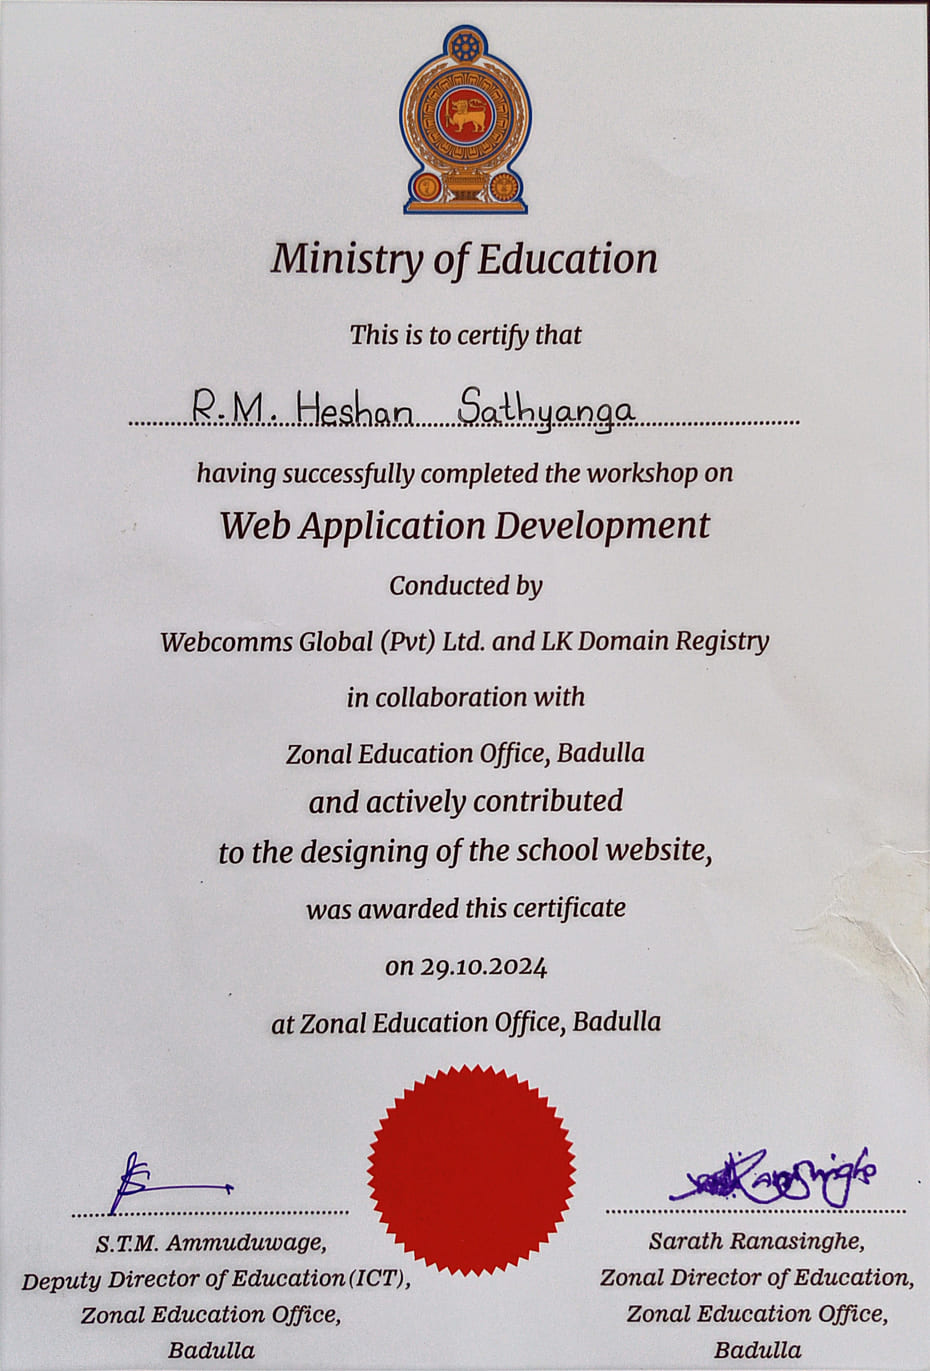 Ministry of Education
This is to certify that
R.M. Heshan Sathyanga
having successfully completed the workshop on
Web Application Development
Conducted by
Webcomms Global (Pvt) Ltd. and LK Domain Registry
in collaboration with
Zonal Education Office, Badulla
and actively contributed
to the designing of the school website,
was awarded this certificate
on 29.10.2024
at Zonal Education Office, Badulla
S.T.M. Ammuduwage,
Deputy Director of Education(ICT),
Zonal Education Office,
Badulla
Sarath Ranasinghe,
Zonal Director of Education,
Zonal Education Office,
Badulla